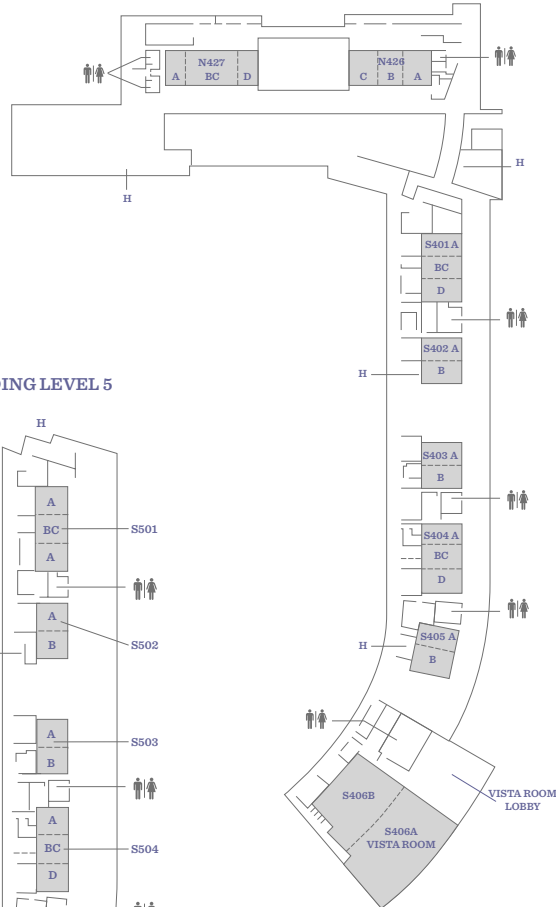 N427
A BC D
N426
C B A
H
H
S401 A
BC
D
S402 A
B
H
DING LEVEL 5
H
S403 A
B
A
BC
A
S501
S404 A
BC
D
A
B
S502
S405 A
B
H
A
B
S503
S406B
S406A
VISTA ROOM
VISTA ROOM
LOBBY
A
BC
D
S504